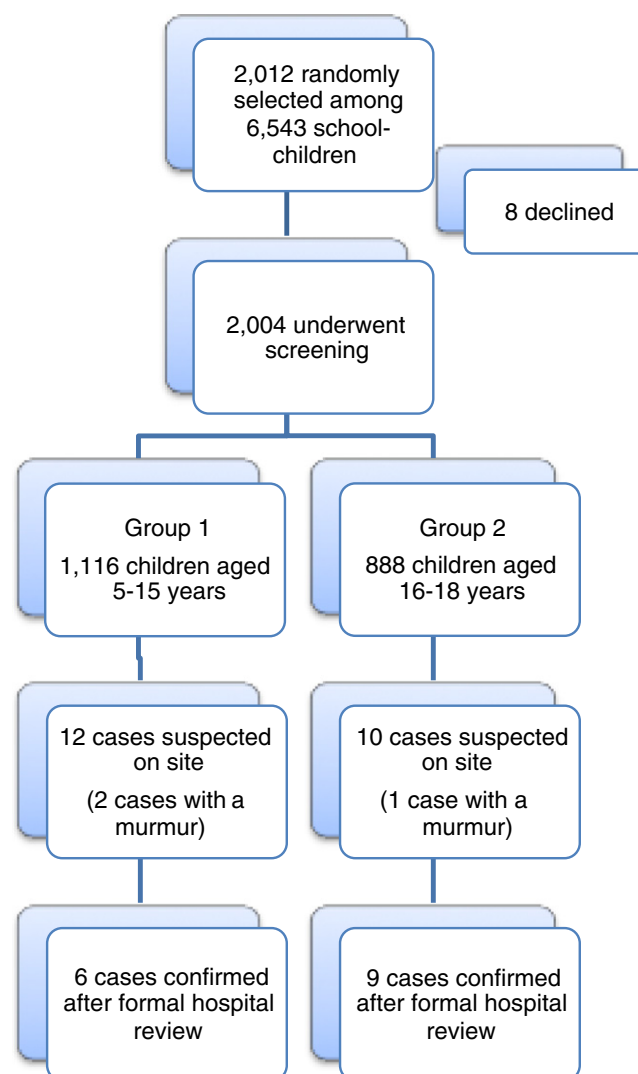 2,012 randomly
selected among
6,543 school-
children
8 declined
2,004 underwent
screening
Group 1
1,116 children aged
5-15 years
Group 2
888 children aged
16-18 years
12 cases suspected
on site
(2 cases with a
murmur)
10 cases suspected
on site
(1 case with a
murmur)
6 cases confirmed
after formal hospital
review
9 cases confirmed
after formal hospital
review